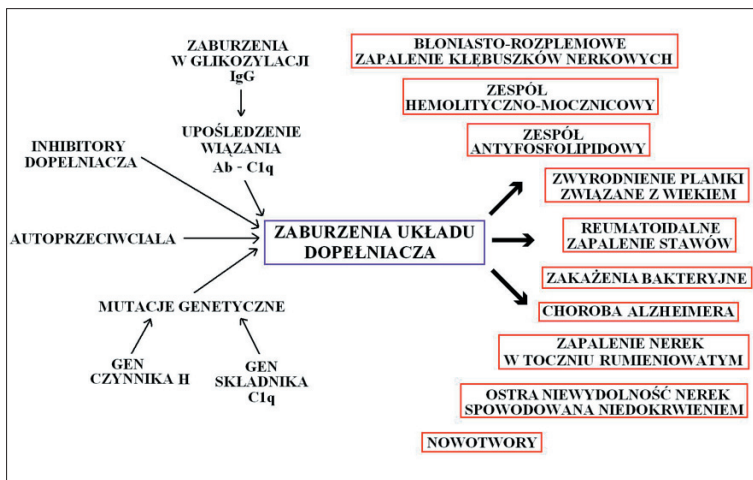 ZABURZENIA
W GLIKOZYLACJI
IgG
UPOŚLEDZENIE
WIĄZANIA
Ab - C1q
INHIBITORY
DOPEŁNIACZA
AUTOPRZECIWCIALA
MUTACJE GENETYCZNE
GEN
CZYNNIKA H
GEN
SKLADNIKA
C1q
ZABURZENIA UKŁADU
DOPEŁNIACZA
BŁONIASTO-ROZPLEMOWE
ZAPALENIE KŁĘBUSZKÓW NERKOWYCH
ZESPÓŁ
HEMOLITYCZNO-MOCZNICOWY
ZESPÓŁ
ANTYFOSFOLIPIDOWY
ZWYRODNIENIE PLAMKI
ZWIĄZANE Z WIEKIEM
REUMATOIDALNE
ZAPALENIE STAWÓW
ZAKAŻENIA BAKTERYJNE
CHOROBA ALZHEIMERA
ZAPALENIE NEREK
W TOCZNIU RUMIENIOWATYM
OSTRA NIEWYDOLNOŚĆ NEREK
SPOWODOWANA NIEDOKRWIENIEM
NOWOTWORY